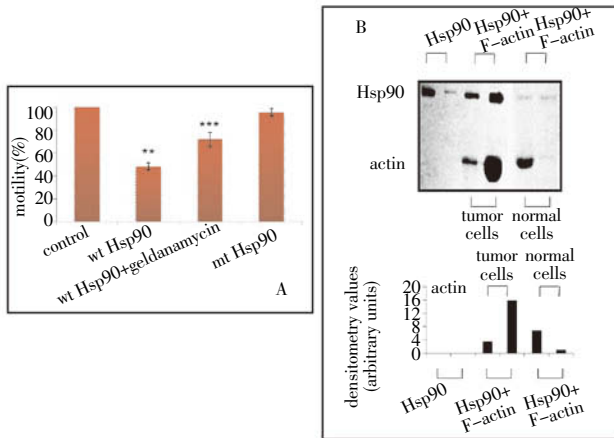 100
80
60
40
20
0
motility(%)
**
***
control
wt Hsp90
wt Hsp90+geldanamycin
mt Hsp90
A
B
Hsp90
Hsp90+
F-actin
Hsp90+
F-actin
Hsp90
actin
tumor
cells
normal
cells
actin
tumor
cells
normal
cells
densitometry values
(arbitrary units)
20
16
12
8
4
0
Hsp90
Hsp90+
F-actin
Hsp90+
F-actin